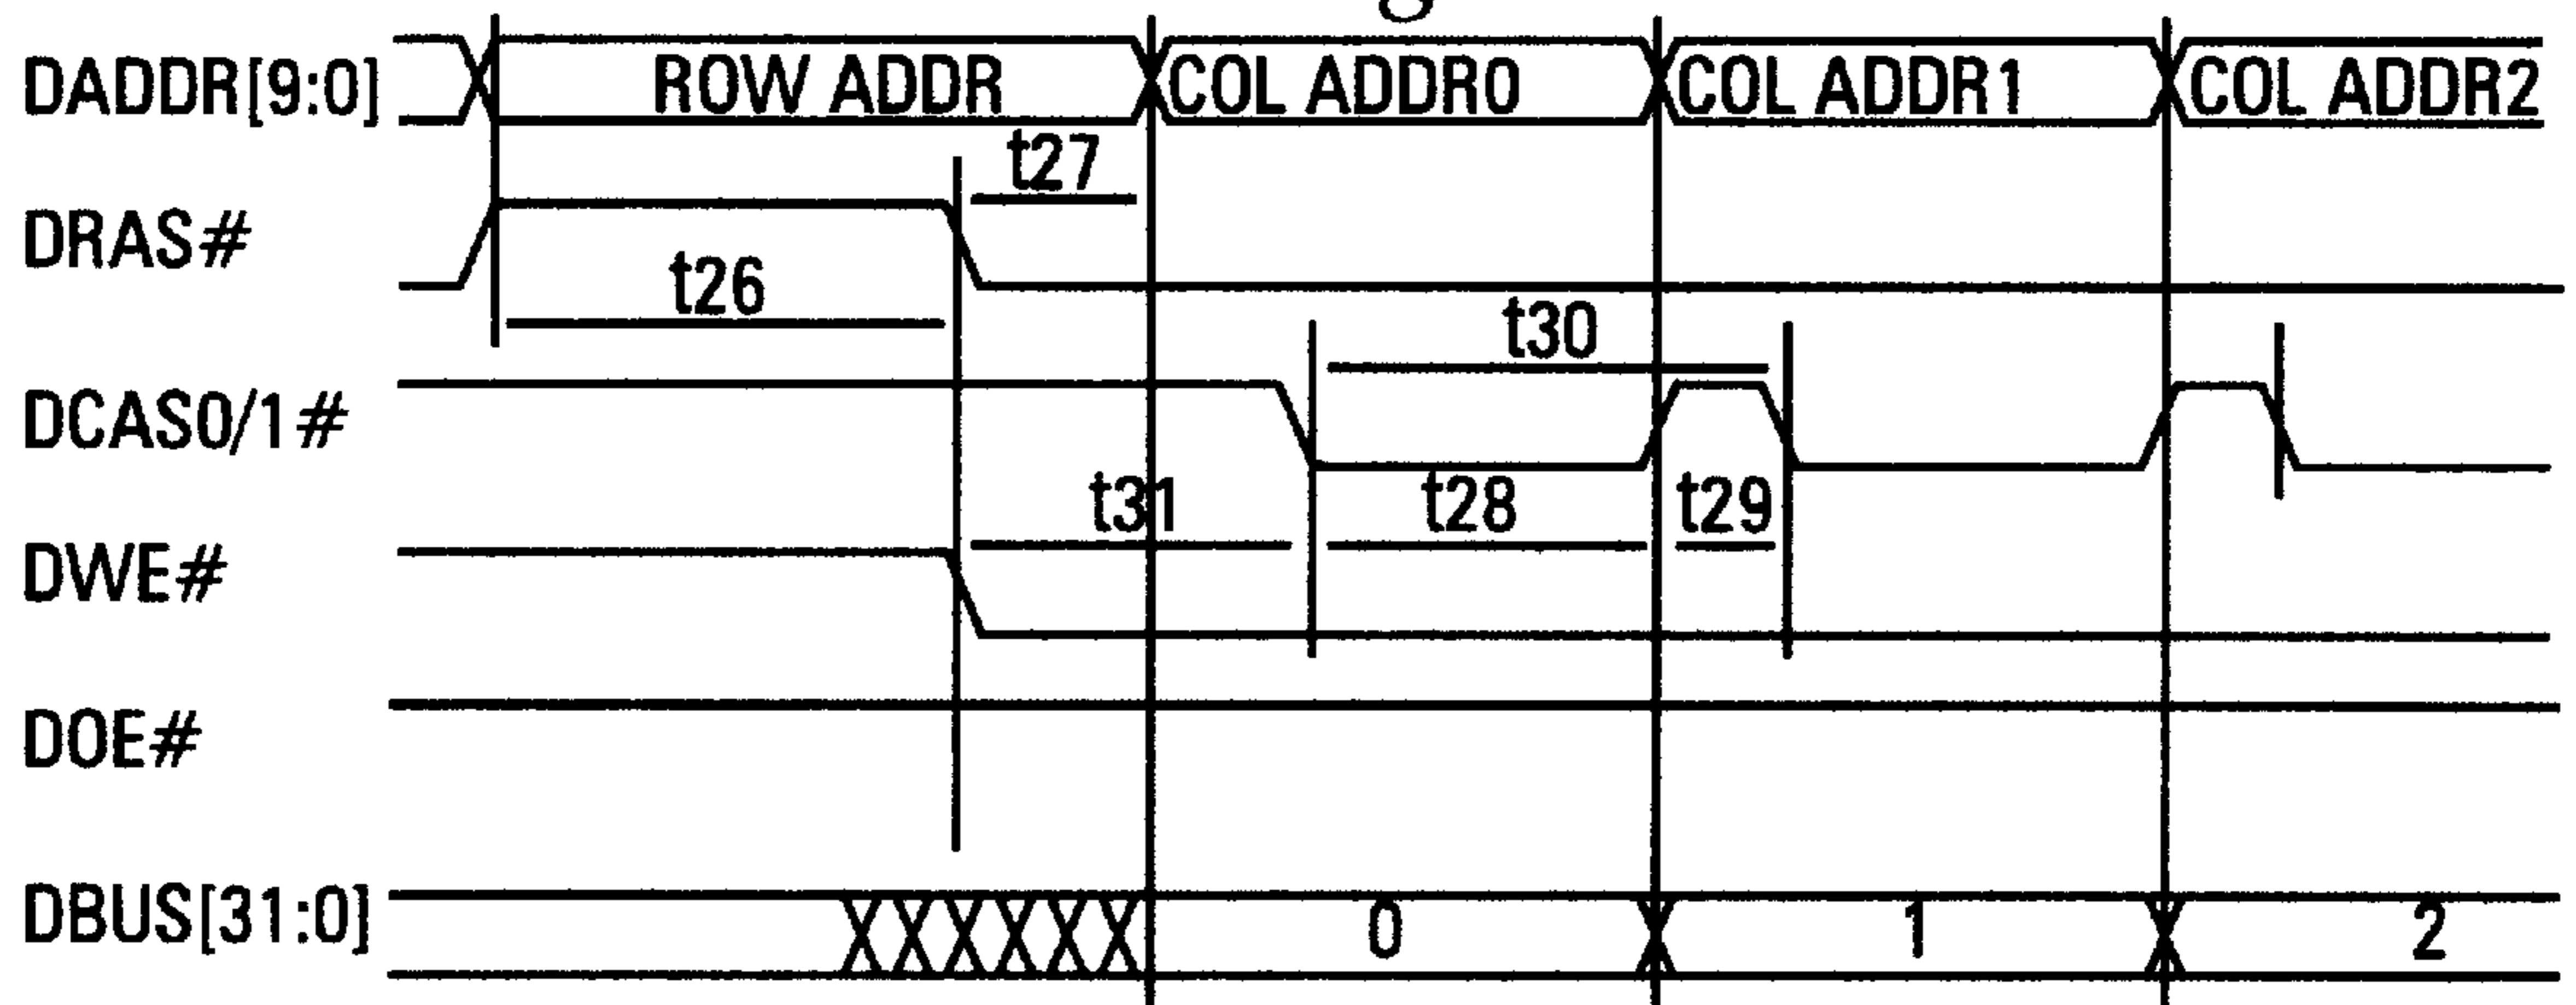 DADDR[9:0] ROW ADDR COL ADDR0 COL ADDR1 COL ADDR2
t27
DRAS#
t26
t30
DCAS0/1#
t31 t28 t29
DWE#
DOE#
DBUS[31:0] 0 1 2